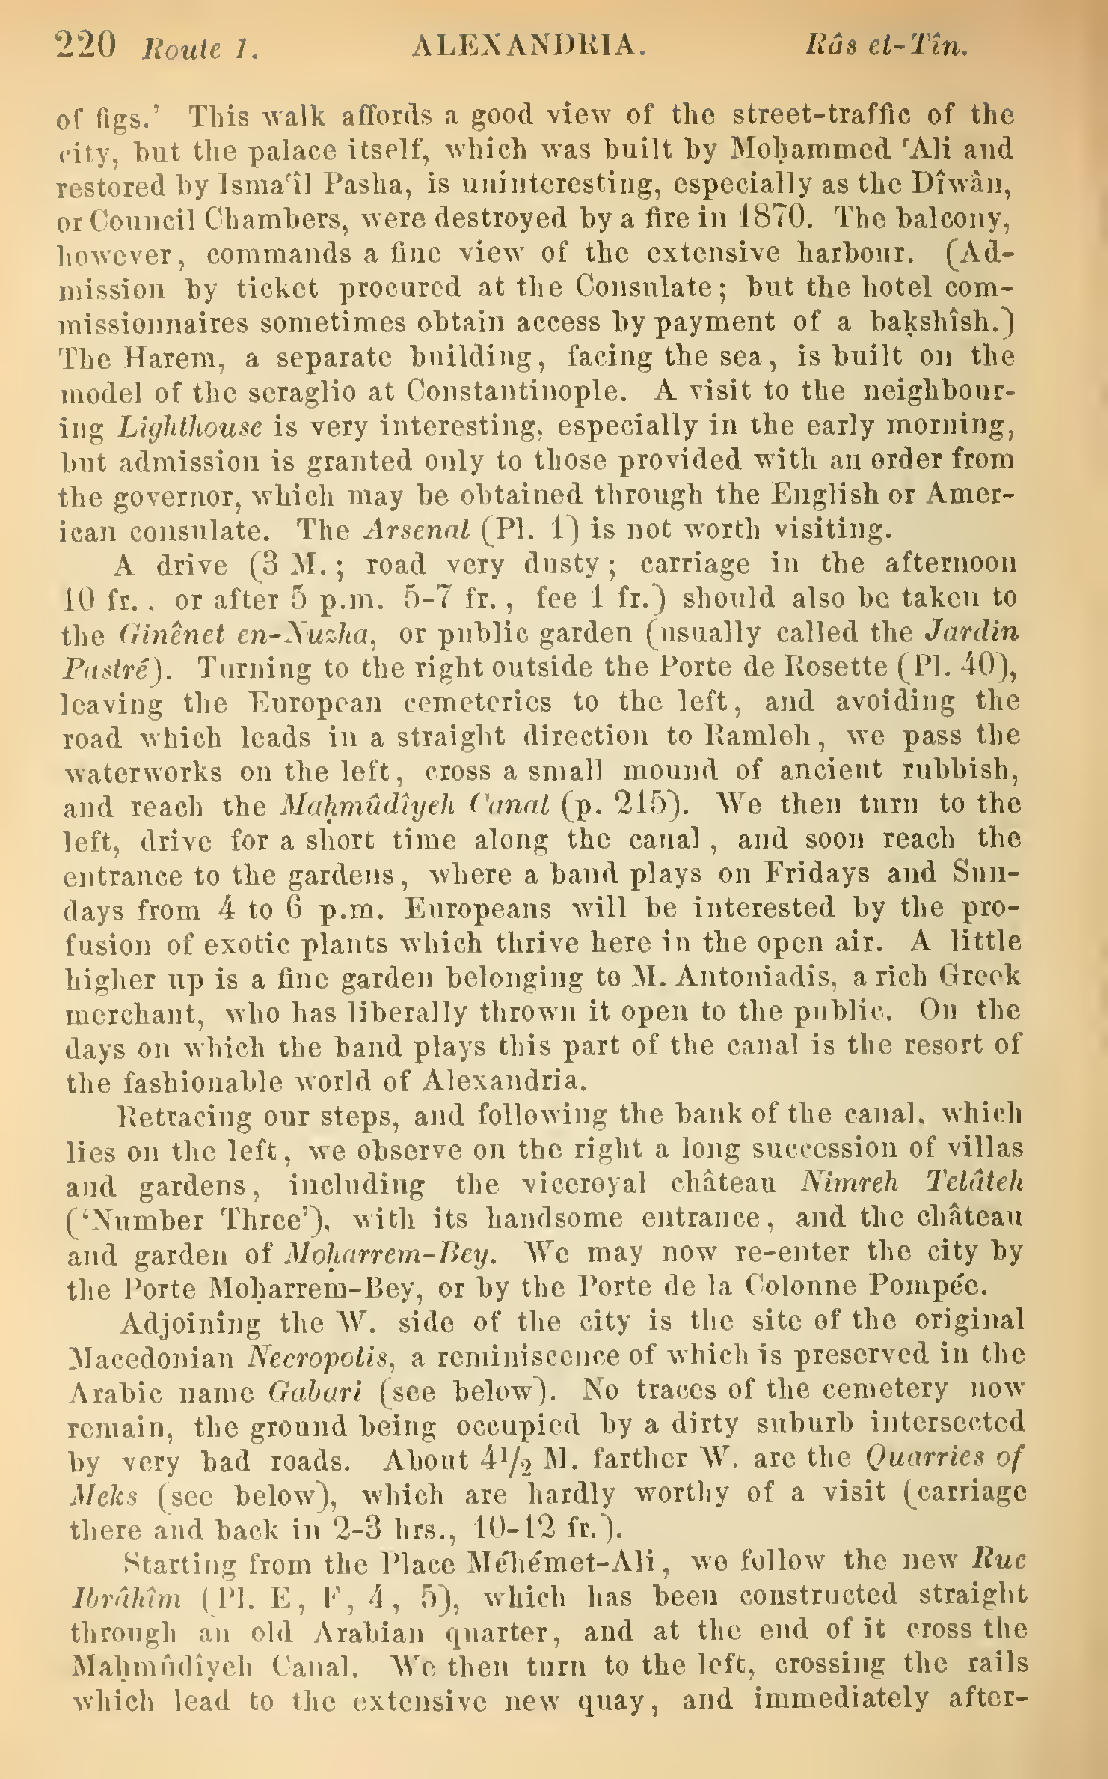 220 Route 1. ALEXANDRIA. Râs et-Tîn.
of figs.' This walk affords a good view of the street-traffic of the
city, but the palace itself, which was built by Moḥammed ʿAli and
restored by Ismaʿîl Pasha, is uninteresting, especially as the Dîwân,
or Council Chambers, were destroyed by a fire in 1870. The balcony,
however, commands a fine view of the extensive harbour. (Ad-
mission by ticket procured at the Consulate; but the hotel com-
missionnaires sometimes obtain access by payment of a baḳshîsh.)
The Harem, a separate building, facing the sea, is built on the
model of the seraglio at Constantinople. A visit to the neighbour-
ing Lighthouse is very interesting, especially in the early morning,
but admission is granted only to those provided with an order from
the governor, which may be obtained through the English or Amer-
ican consulate. The Arsenal (Pl. 1) is not worth visiting.
A drive (3 M.; road very dusty; carriage in the afternoon
10 fr., or after 5 p.m. 5-7 fr., fee 1 fr.) should also be taken to
the Ginênet en-Nuzha, or public garden (usually called the Jardin
Pastré). Turning to the right outside the Porte de Rosette (Pl. 40),
leaving the European cemeteries to the left, and avoiding the
road which leads in a straight direction to Ramleh, we pass the
waterworks on the left, cross a small mound of ancient rubbish,
and reach the Maḥmûdîyeh Canal (p. 215). We then turn to the
left, drive for a short time along the canal, and soon reach the
entrance to the gardens, where a band plays on Fridays and Sun-
days from 4 to 6 p.m. Europeans will be interested by the pro-
fusion of exotic plants which thrive here in the open air. A little
higher up is a fine garden belonging to M. Antoniadis, a rich Greek
merchant, who has liberally thrown it open to the public. On the
days on which the band plays this part of the canal is the resort of
the fashionable world of Alexandria.
Retracing our steps, and following the bank of the canal, which
lies on the left, we observe on the right a long succession of villas
and gardens, including the viceroyal château Nimreh Telâteh
('Number Three'), with its handsome entrance, and the château
and garden of Moḥarrem-Bey. We may now re-enter the city by
the Porte Moḥarrem-Bey, or by the Porte de la Colonne Pompée.
Adjoining the W. side of the city is the site of the original
Macedonian Necropolis, a reminiscence of which is preserved in the
Arabic name Gabari (see below). No traces of the cemetery now
remain, the ground being occupied by a dirty suburb intersected
by very bad roads. About 4½ M. farther W. are the Quarries of
Meks (see below), which are hardly worthy of a visit (carriage
there and back in 2-3 hrs., 10-12 fr.).
Starting from the Place Méhémet-Ali, we follow the new Rue
Ibrâhîm (Pl. E, F, 4, 5), which has been constructed straight
through an old Arabian quarter, and at the end of it cross the
Maḥmûdîyeh Canal. We then turn to the left, crossing the rails
which lead to the extensive new quay, and immediately after-